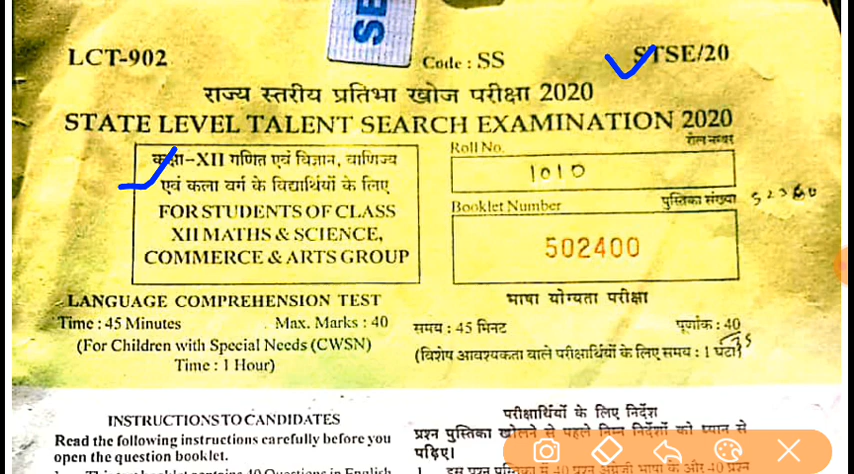 SE
LCT-902
Code : SS
STSE/20
राज्य स्तरीय प्रतिभा खोज परीक्षा 2020
STATE LEVEL TALENT SEARCH EXAMINATION 2020
कक्षा-XII गणित एवं विज्ञान, वाणिज्य
एवं कला वर्ग के विद्यार्थियों के लिए
FOR STUDENTS OF CLASS
XII MATHS & SCIENCE,
COMMERCE & ARTS GROUP
Roll No.
रोल नम्बर
1010
Booklet Number
पुस्तिका संख्या
502400
LANGUAGE COMPREHENSION TEST
Time : 45 Minutes
Max. Marks : 40
(For Children with Special Needs (CWSN)
Time : 1 Hour)
भाषा योग्यता परीक्षा
समय : 45 मिनट
पूर्णांक : 40
(विशेष आवश्यकता वाले परीक्षार्थियों के लिए समय : 1 घंटा)
INSTRUCTIONS TO CANDIDATES
Read the following instructions carefully before you
open the question booklet.
परीक्षार्थियों के लिए निर्देश
प्रश्न पुस्तिका खोलने से पहले निम्न निर्देशों को ध्यान से
पढ़िए।